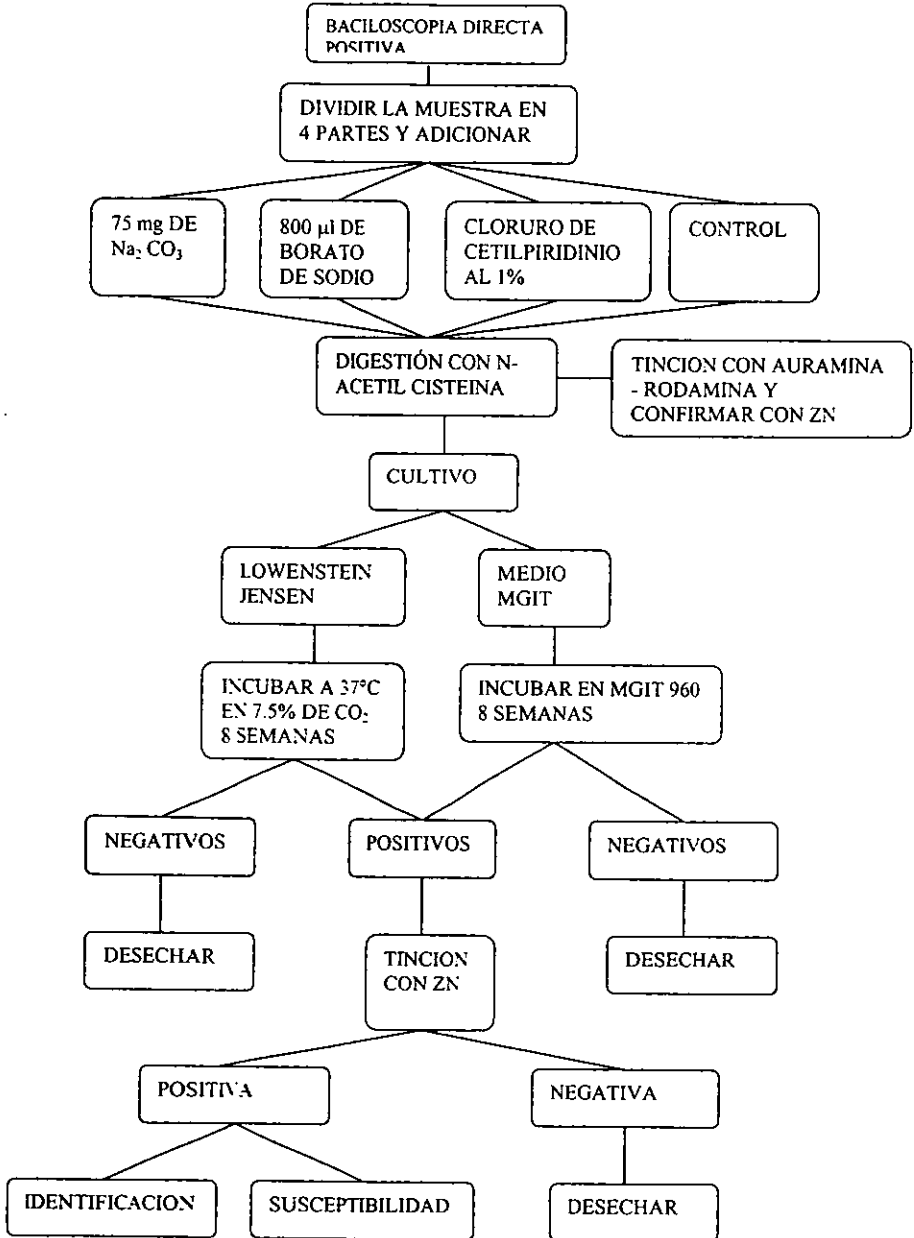 BACILOSCOPIA DIRECTA
POSITIVA
DIVIDIR LA MUESTRA EN
4 PARTES Y ADICIONAR
75 mg DE
Na₂ CO₃
800 µl DE
BORATO
DE SODIO
CLORURO DE
CETILPIRIDINIO
AL 1%
CONTROL
DIGESTIÓN CON N-
ACETIL CISTEINA
TINCION CON AURAMINA
- RODAMINA Y
CONFIRMAR CON ZN
CULTIVO
LOWENSTEIN
JENSEN
MEDIO
MGIT
INCUBAR A 37°C
EN 7.5% DE CO₂
8 SEMANAS
INCUBAR EN MGIT 960
8 SEMANAS
NEGATIVOS
POSITIVOS
NEGATIVOS
DESECHAR
TINCION
CON ZN
DESECHAR
POSITIVA
NEGATIVA
IDENTIFICACION
SUSCEPTIBILIDAD
DESECHAR